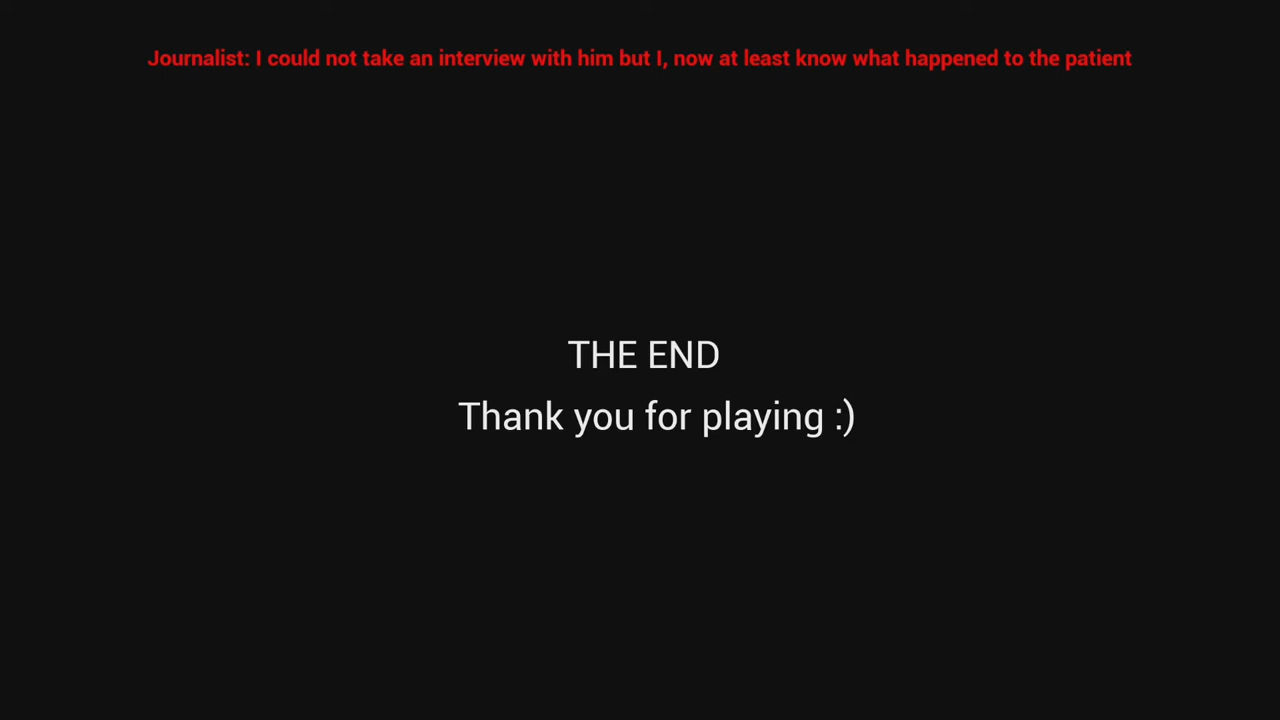 Journalist: I could not take an interview with him but I, now at least know what happened to the patient
THE END
Thank you for playing :)